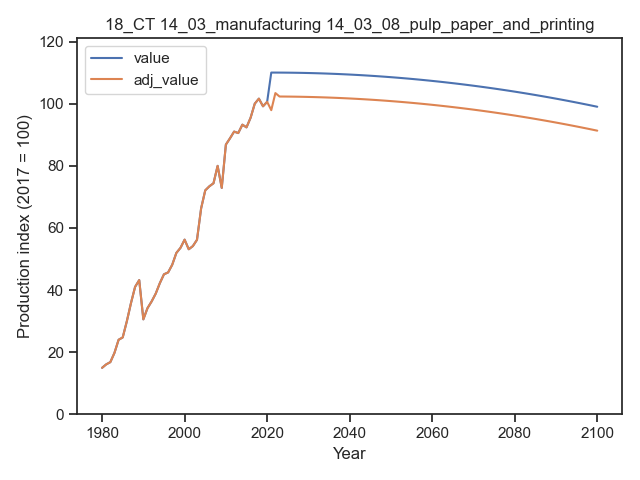 18_CT 14_03_manufacturing 14_03_08_pulp_paper_and_printing
value
adj_value
Production index (2017 = 100)
120
100
80
60
40
20
0
1980 2000 2020 2040 2060 2080 2100
Year